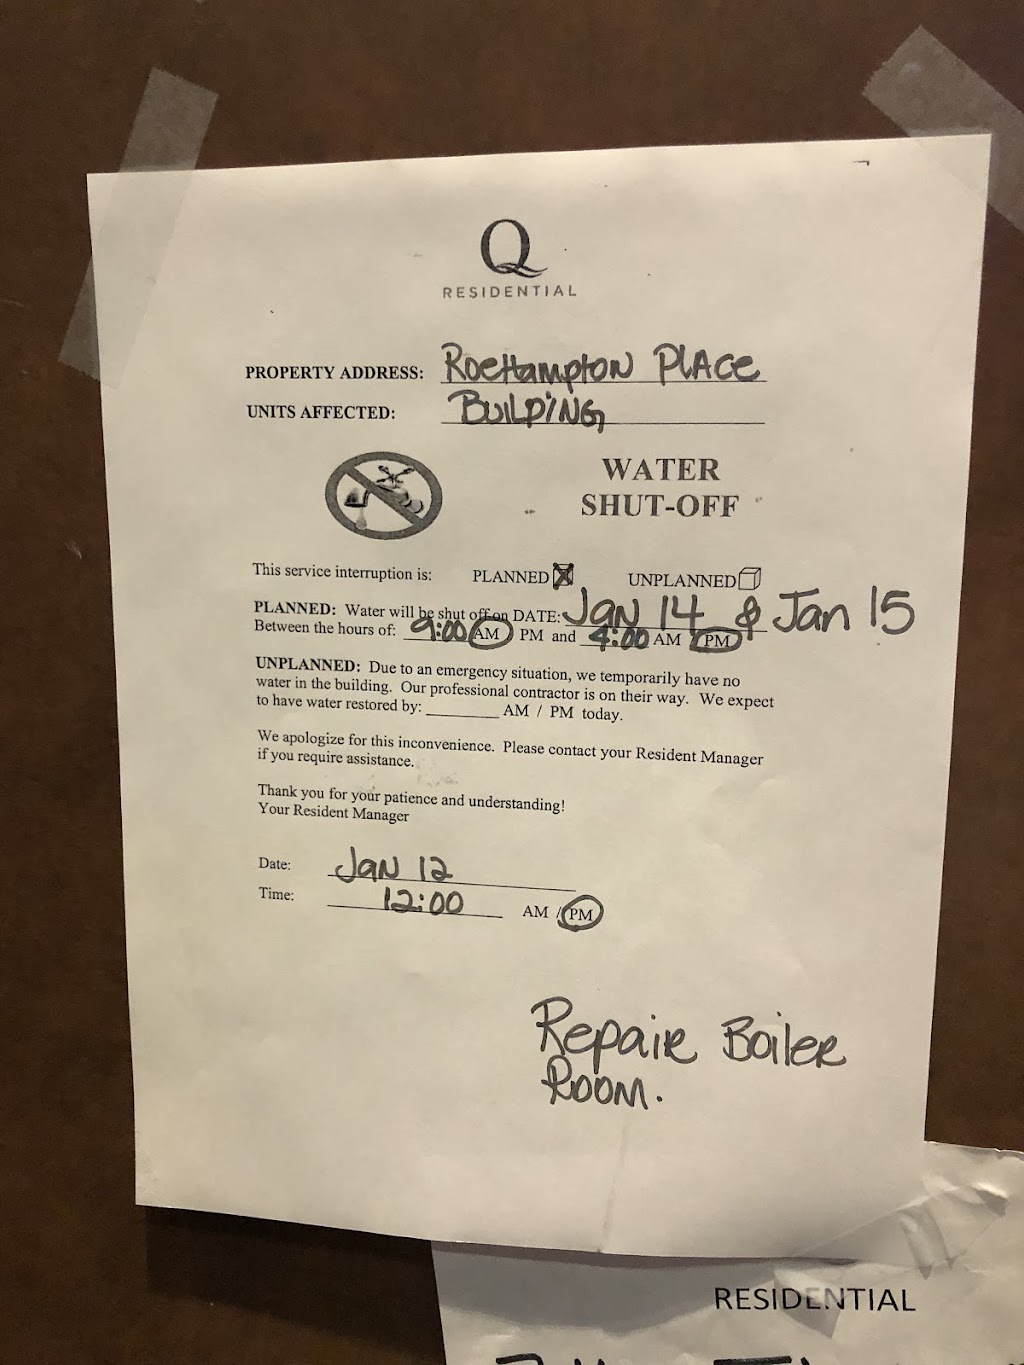 Q
RESIDENTIAL
PROPERTY ADDRESS: Roehampton Place
UNITS AFFECTED: Building
WATER
SHUT-OFF
This service interruption is: PLANNED UNPLANNED
PLANNED: Water will be shut off on DATE: Jan 14 & Jan 15
Between the hours of: 9:00 AM PM and 4:00 AM PM
UNPLANNED: Due to an emergency situation, we temporarily have no
water in the building. Our professional contractor is on their way. We expect
to have water restored by: ________ AM / PM today.
We apologize for this inconvenience. Please contact your Resident Manager
if you require assistance.
Thank you for your patience and understanding!
Your Resident Manager
Date: Jan 12
Time: 12:00 AM / PM
Repair Boiler
Room.
RESIDENTIAL